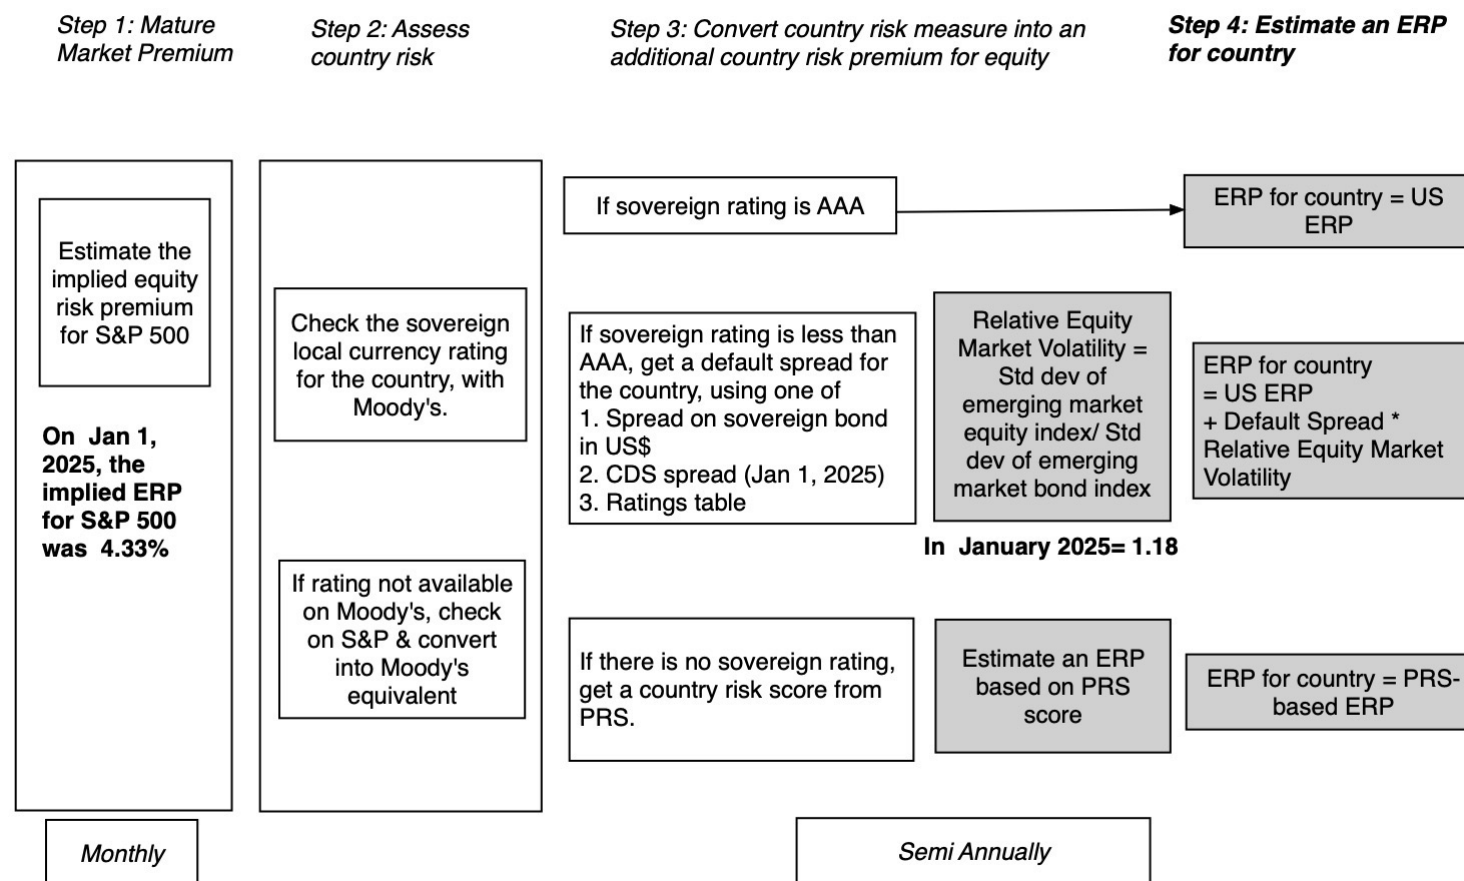 Step 1: Mature
Market Premium
Step 2: Assess
country risk
Step 3: Convert country risk measure into an
additional country risk premium for equity
Step 4: Estimate an ERP
for country
Estimate the
implied equity
risk premium
for S&P 500
On Jan 1,
2025, the
implied ERP
for S&P 500
was 4.33%
Monthly
Check the sovereign
local currency rating
for the country, with
Moody's.
If rating not available
on Moody's, check
on S&P & convert
into Moody's
equivalent
If sovereign rating is AAA
ERP for country = US
ERP
If sovereign rating is less than
AAA, get a default spread for
the country, using one of
1. Spread on sovereign bond
in US$
2. CDS spread (Jan 1, 2025)
3. Ratings table
Relative Equity
Market Volatility =
Std dev of
emerging market
equity index/ Std
dev of emerging
market bond index
In January 2025= 1.18
ERP for country
= US ERP
+ Default Spread *
Relative Equity Market
Volatility
If there is no sovereign rating,
get a country risk score from
PRS.
Estimate an ERP
based on PRS
score
ERP for country = PRS-
based ERP
Semi Annually